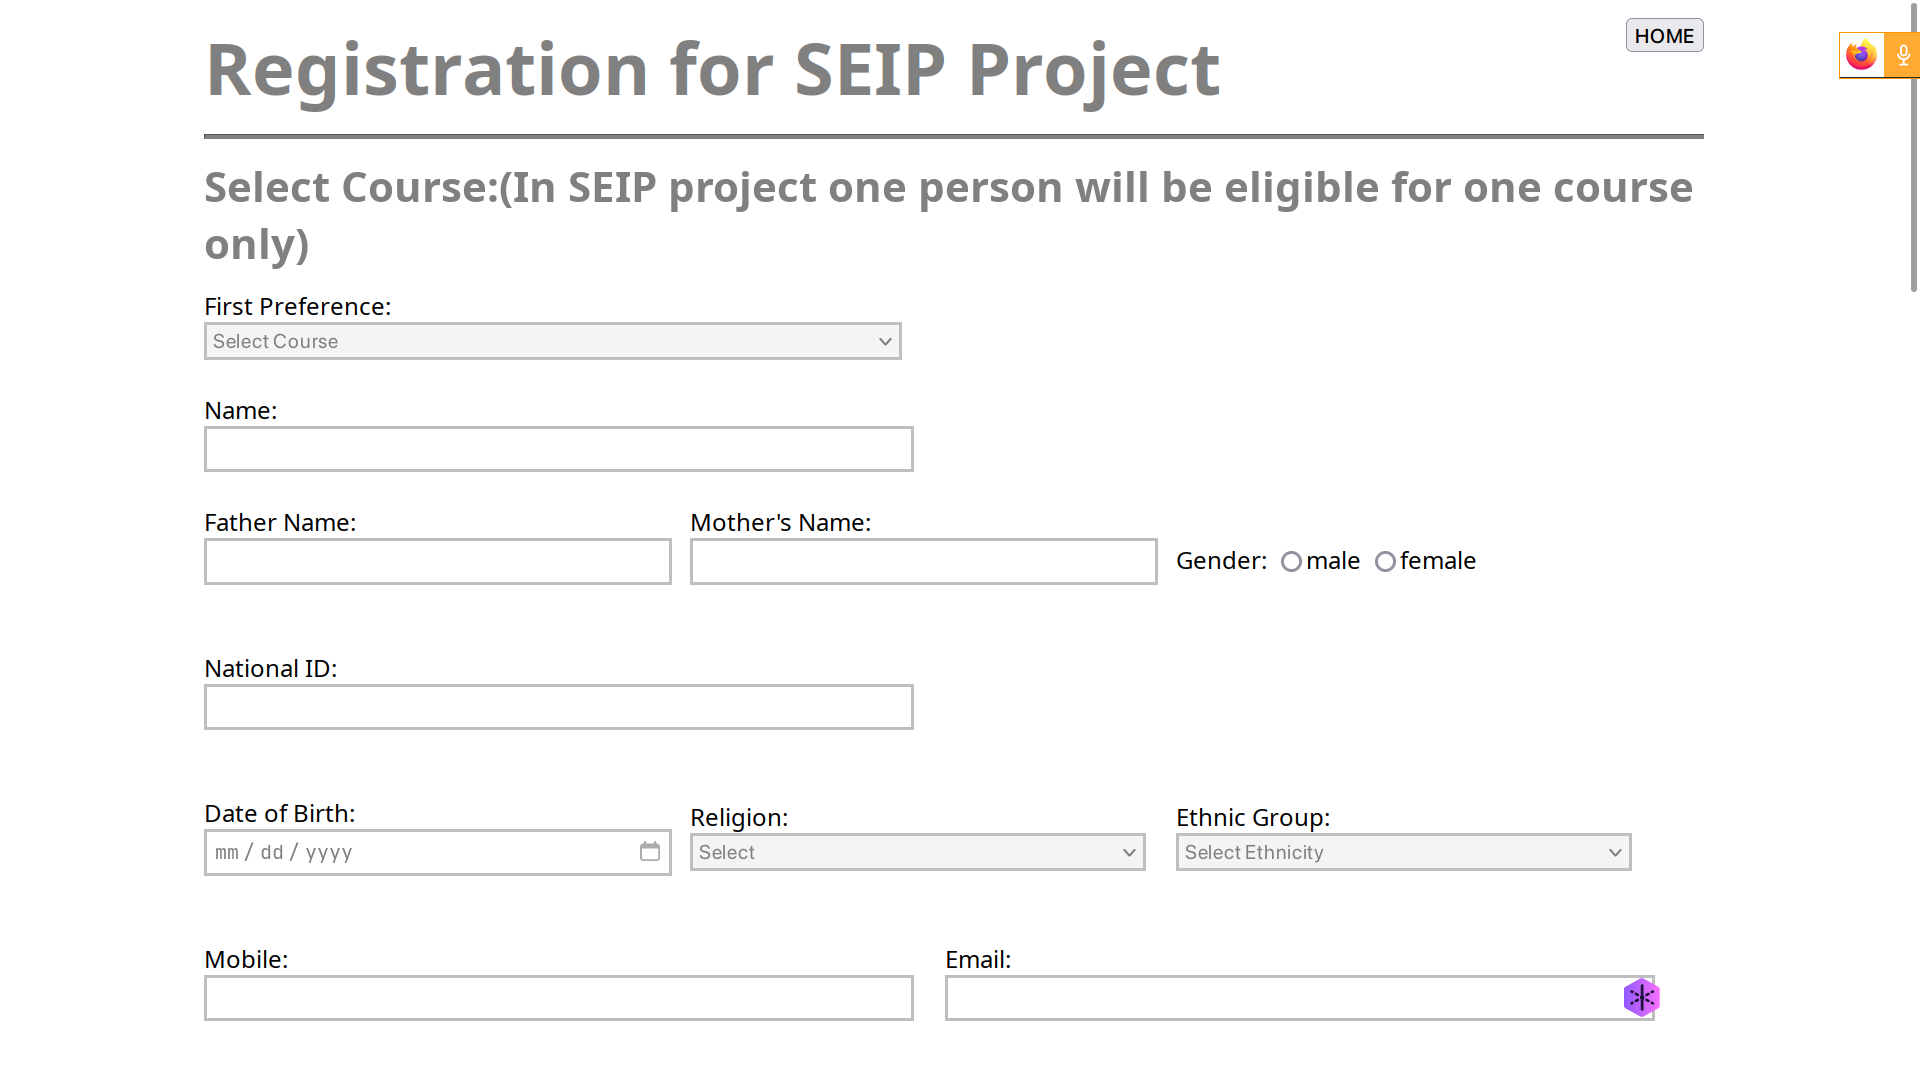 Registration for SEIP Project
HOME
Select Course:(In SEIP project one person will be eligible for one course
only)
First Preference:
Select Course
Name:
Father Name:
Mother's Name:
Gender: male female
National ID:
Date of Birth:
mm / dd / yyyy
Religion:
Select
Ethnic Group:
Select Ethnicity
Mobile:
Email: